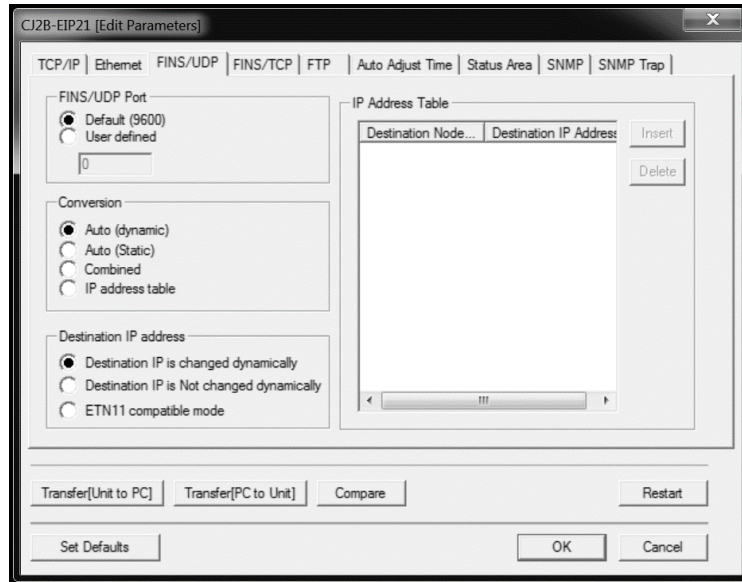 CJ2B-EIP21 [Edit Parameters]
X
TCP/IP Ethernet FINS/UDP FINS/TCP FTP Auto Adjust Time Status Area SNMP SNMP Trap
FINS/UDP Port
Default (9600)
User defined
0
Conversion
Auto (dynamic)
Auto (Static)
Combined
IP address table
Destination IP address
Destination IP is changed dynamically
Destination IP is Not changed dynamically
ETN11 compatible mode
IP Address Table
Destination Node... Destination IP Address
Insert
Delete
Transfer[Unit to PC] Transfer[PC to Unit] Compare Restart
Set Defaults OK Cancel